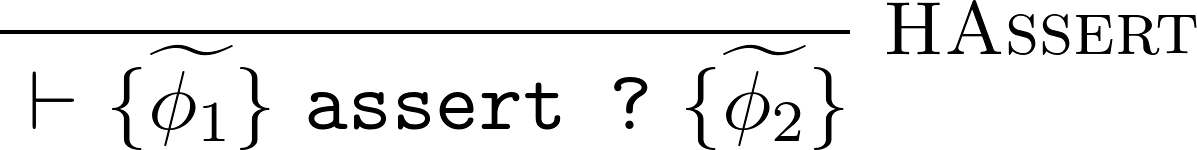 HASSERT
⊢ {φ̃₁} assert ? {φ̃₂}